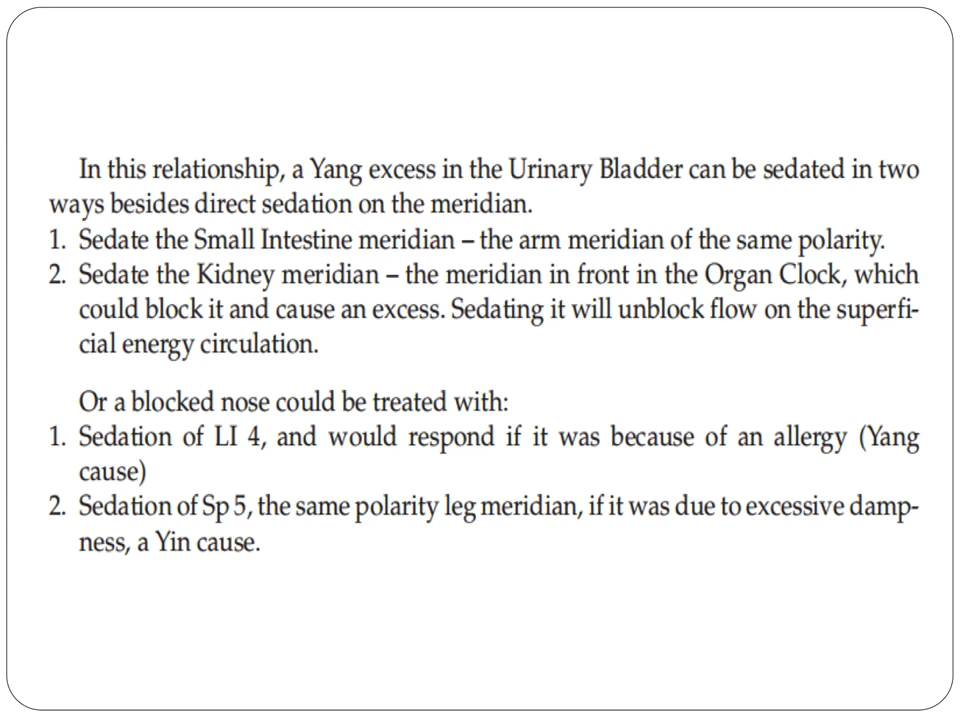 In this relationship, a Yang excess in the Urinary Bladder can be sedated in two
ways besides direct sedation on the meridian.
1. Sedate the Small Intestine meridian – the arm meridian of the same polarity.
2. Sedate the Kidney meridian – the meridian in front in the Organ Clock, which
could block it and cause an excess. Sedating it will unblock flow on the superfi-
cial energy circulation.
Or a blocked nose could be treated with:
1. Sedation of LI 4, and would respond if it was because of an allergy (Yang
cause)
2. Sedation of Sp 5, the same polarity leg meridian, if it was due to excessive damp-
ness, a Yin cause.